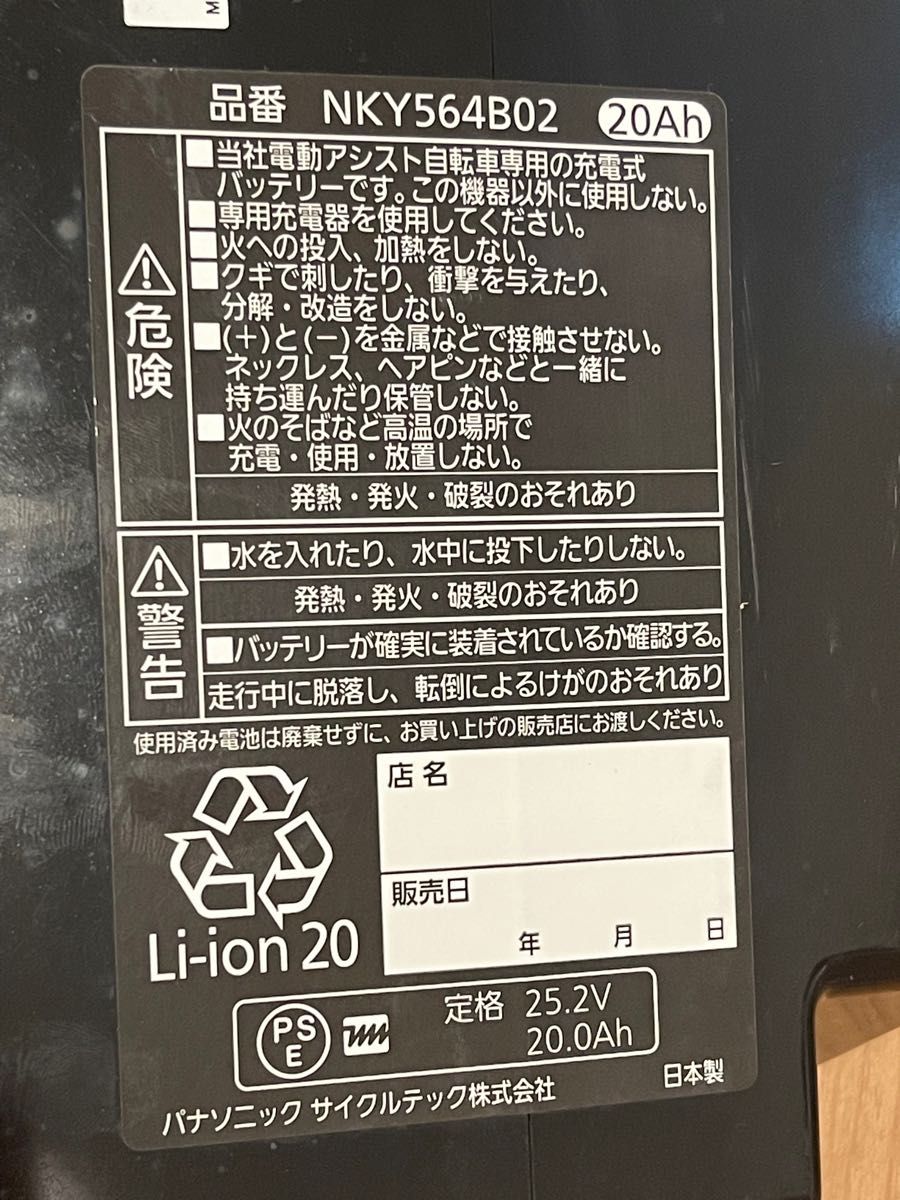 M
品番 NKY564B02 20Ah
危険
■当社電動アシスト自転車専用の充電式
バッテリーです。この機器以外に使用しない。
■専用充電器を使用してください。
■火への投入、加熱をしない。
■クギで刺したり、衝撃を与えたり、
分解・改造をしない。
■(+)と(−)を金属などで接触させない。
ネックレス、ヘアピンなどと一緒に
持ち運んだり保管しない。
■火のそばなど高温の場所で
充電・使用・放置しない。
発熱・発火・破裂のおそれあり
警告
■水を入れたり、水中に投下したりしない。
発熱・発火・破裂のおそれあり
■バッテリーが確実に装着されているか確認する。
走行中に脱落し、転倒によるけがのおそれあり
使用済み電池は廃棄せずに、お買い上げの販売店にお渡しください。
店名
販売日
年 月 日
Li-ion 20
PS
E
定格 25.2V
20.0Ah
パナソニック サイクルテック株式会社
日本製